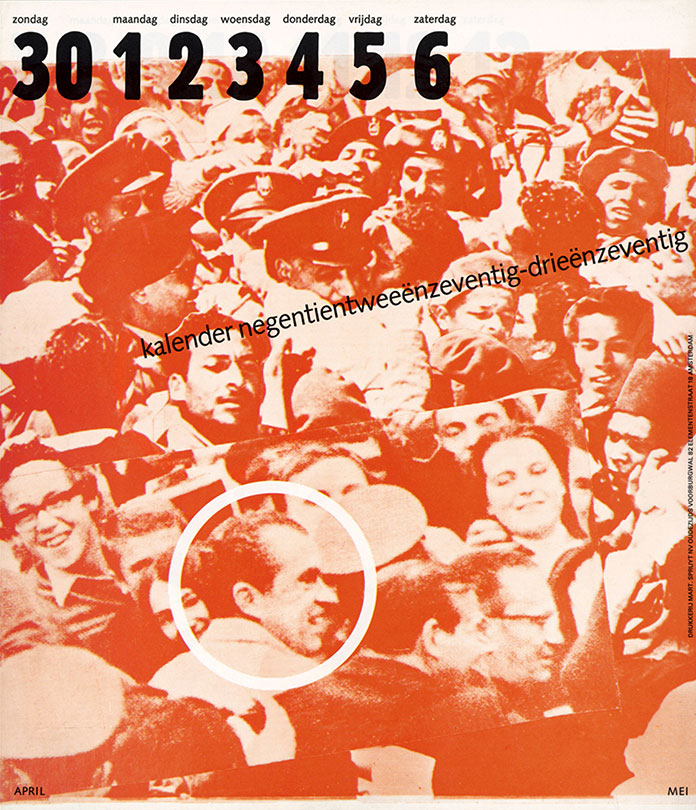 zondag maandag dinsdag woensdag donderdag vrijdag zaterdag
30 1 2 3 4 5 6
kalender negentientweeënzeventig-drieënzeventig
DRUKKERIJ MART. SPRUYT NV OUDEZIJDS VOORBURGWAL 82 ELEMENTENSTRAAT 18 AMSTERDAM
APRIL MEI